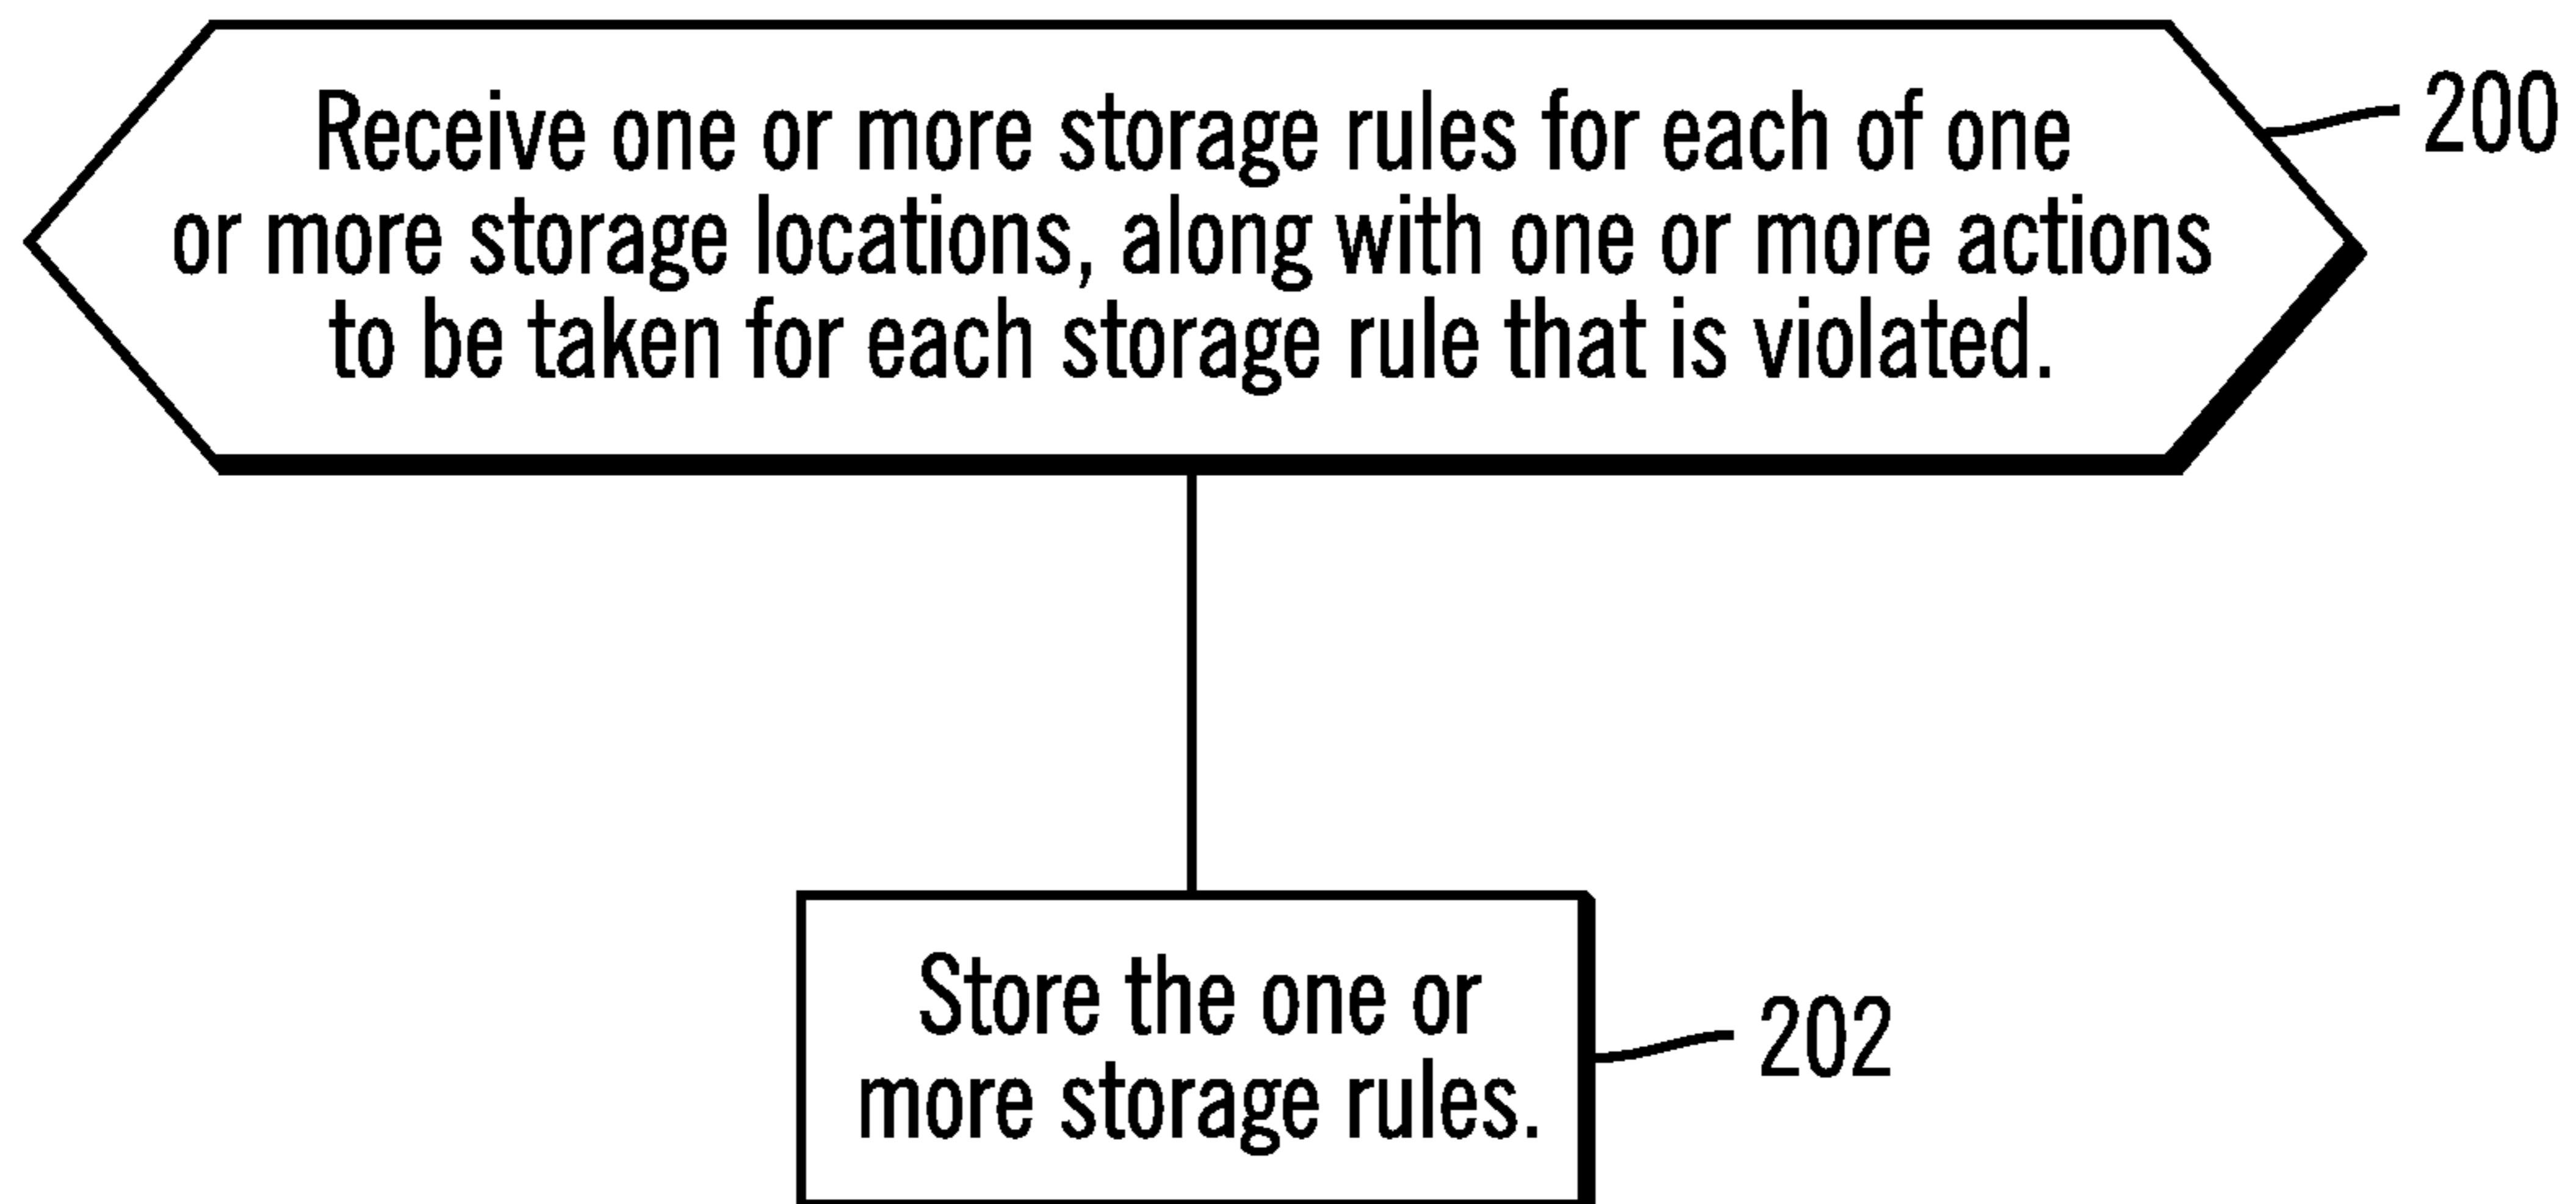 Receive one or more storage rules for each of one
or more storage locations, along with one or more actions
to be taken for each storage rule that is violated.
200
Store the one or
more storage rules.
202